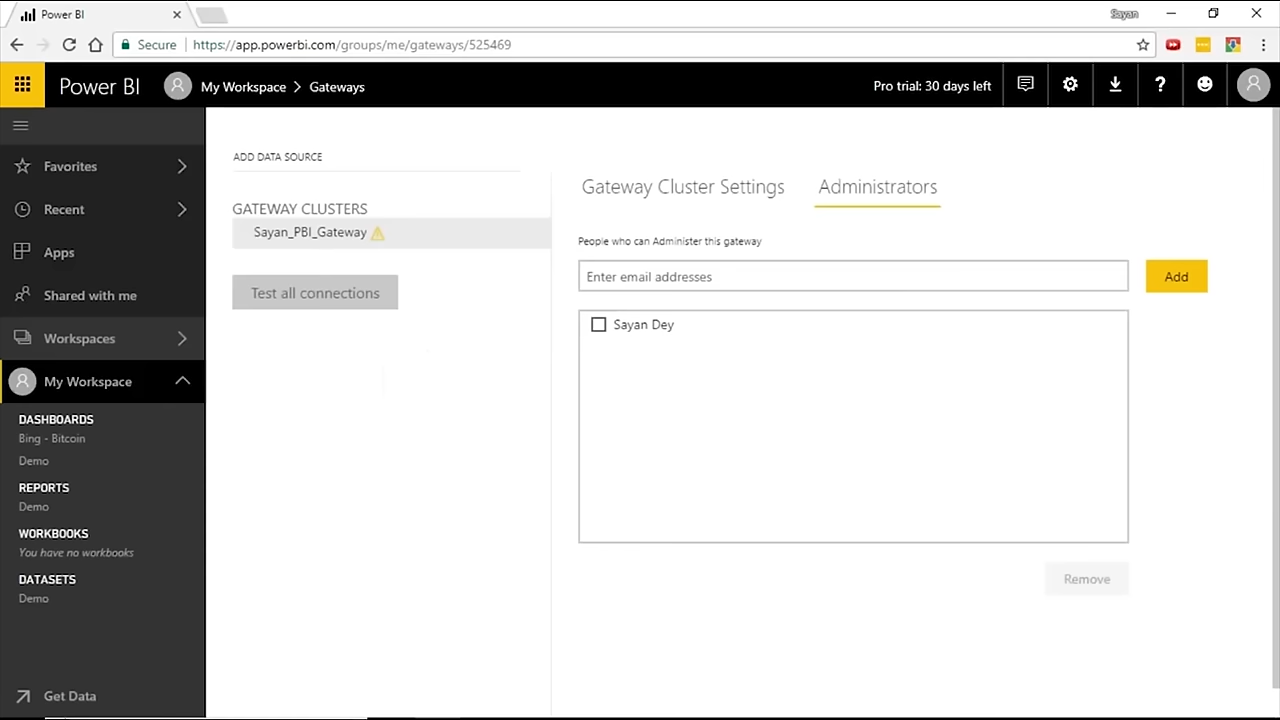 Power BI
Sayan
Secure
https://app.powerbi.com/groups/me/gateways/525469
Power BI
My Workspace > Gateways
Pro trial: 30 days left
Favorites
Recent
Apps
Shared with me
Workspaces
My Workspace
DASHBOARDS
Bing - Bitcoin
Demo
REPORTS
Demo
WORKBOOKS
You have no workbooks
DATASETS
Demo
Get Data
ADD DATA SOURCE
GATEWAY CLUSTERS
Sayan_PBI_Gateway
Test all connections
Gateway Cluster Settings
Administrators
People who can Administer this gateway
Enter email addresses
Add
Sayan Dey
Remove